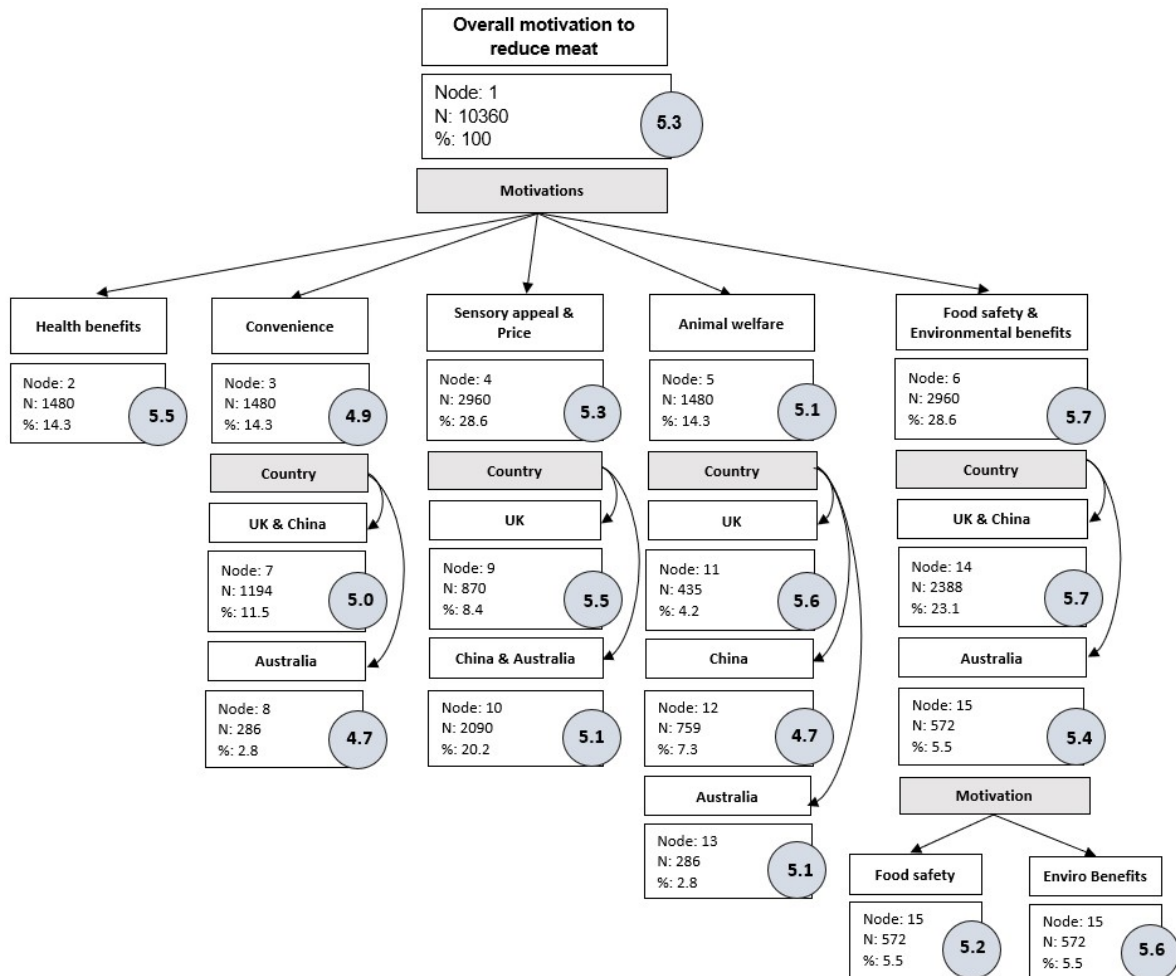 Overall motivation to
reduce meat
Node: 1
N: 10360
%: 100
5.3
Motivations
Health benefits
Node: 2
N: 1480
%: 14.3
5.5
Convenience
Node: 3
N: 1480
%: 14.3
4.9
Country
UK & China
Node: 7
N: 1194
%: 11.5
5.0
Australia
Node: 8
N: 286
%: 2.8
4.7
Sensory appeal &
Price
Node: 4
N: 2960
%: 28.6
5.3
Country
UK
Node: 9
N: 870
%: 8.4
5.5
China & Australia
Node: 10
N: 2090
%: 20.2
5.1
Animal welfare
Node: 5
N: 1480
%: 14.3
5.1
Country
UK
Node: 11
N: 435
%: 4.2
5.6
China
Node: 12
N: 759
%: 7.3
4.7
Australia
Node: 13
N: 286
%: 2.8
5.1
Food safety &
Environmental benefits
Node: 6
N: 2960
%: 28.6
5.7
Country
UK & China
Node: 14
N: 2388
%: 23.1
5.7
Australia
Node: 15
N: 572
%: 5.5
5.4
Motivation
Food safety
Node: 15
N: 572
%: 5.5
5.2
Enviro Benefits
Node: 15
N: 572
%: 5.5
5.6